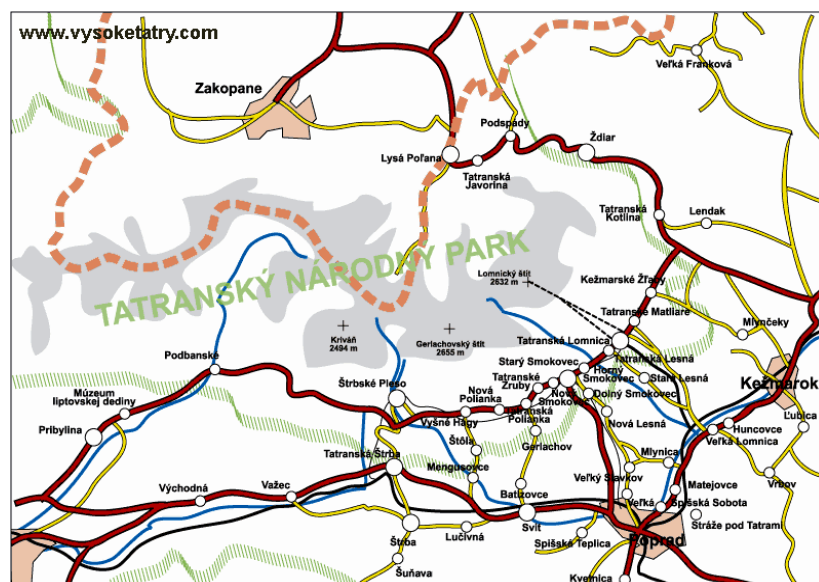 www.vysoketatry.com
Veľká Franková
Zakopane
Podspády
Ždiar
Lysá Poľana
Tatranská
Javorina
Tatranská
Kotlina
Lendak
TATRANSKÝ NÁRODNÝ PARK
Lomnický štít
2632 m
Kežmarské Žľaby
Tatranské Matliare
Mlynčeky
Kriváň
2494 m
Gerlachovský štít
2655 m
Tatranská Lomnica
Tatranská Lesná
Podbanské
Starý Smokovec
Horný
Smokovec
Stará Lesná
Kežmarok
Štrbské Pleso
Tatranské
Zruby
Nový
Smokovec
Dolný Smokovec
Múzeum
liptovskej dediny
Nová
Polianka
Tatranská
Polianka
Nová Lesná
Ľubica
Pribylina
Vyšné Hágy
Huncovce
Veľká Lomnica
Štôla
Gerlachov
Mlynica
Tatranská Štrba
Mengusovce
Veľký Slavkov
Vrbov
Východná
Važec
Batizovce
Matejovce
Veľká
Spišská Sobota
Stráže pod Tatrami
Štrba
Lučivná
Svit
Spišská Teplica
Poprad
Šuňava
Kvetnica